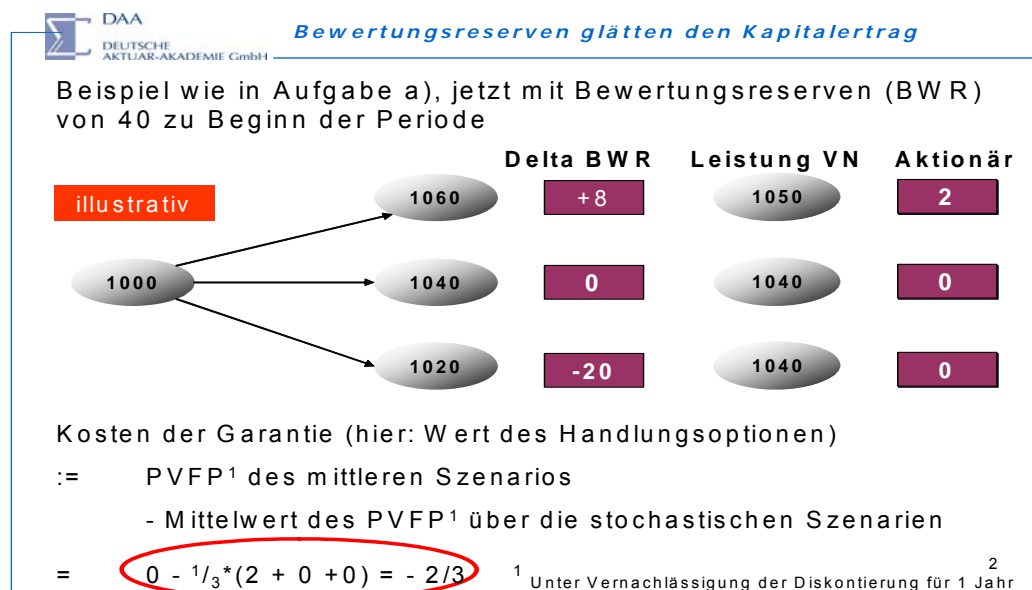 DAA
DEUTSCHE
AKTUAR-AKADEMIE GmbH
Bewertungsreserven glätten den Kapitalertrag
Beispiel wie in Aufgabe a), jetzt mit Bewertungsreserven (BWR)
von 40 zu Beginn der Periode
Delta BWR Leistung VN Aktionär
illustrativ
1060 +8 1050 2
1000 1040 0 1040 0
1020 -20 1040 0
Kosten der Garantie (hier: Wert des Handlungsoptionen)
:= PVFP¹ des mittleren Szenarios
- Mittelwert des PVFP¹ über die stochastischen Szenarien
= 0 - ¹/₃*(2 + 0 +0) = - 2/3 ¹ Unter Vernachlässigung der Diskontierung für 1 Jahr
2